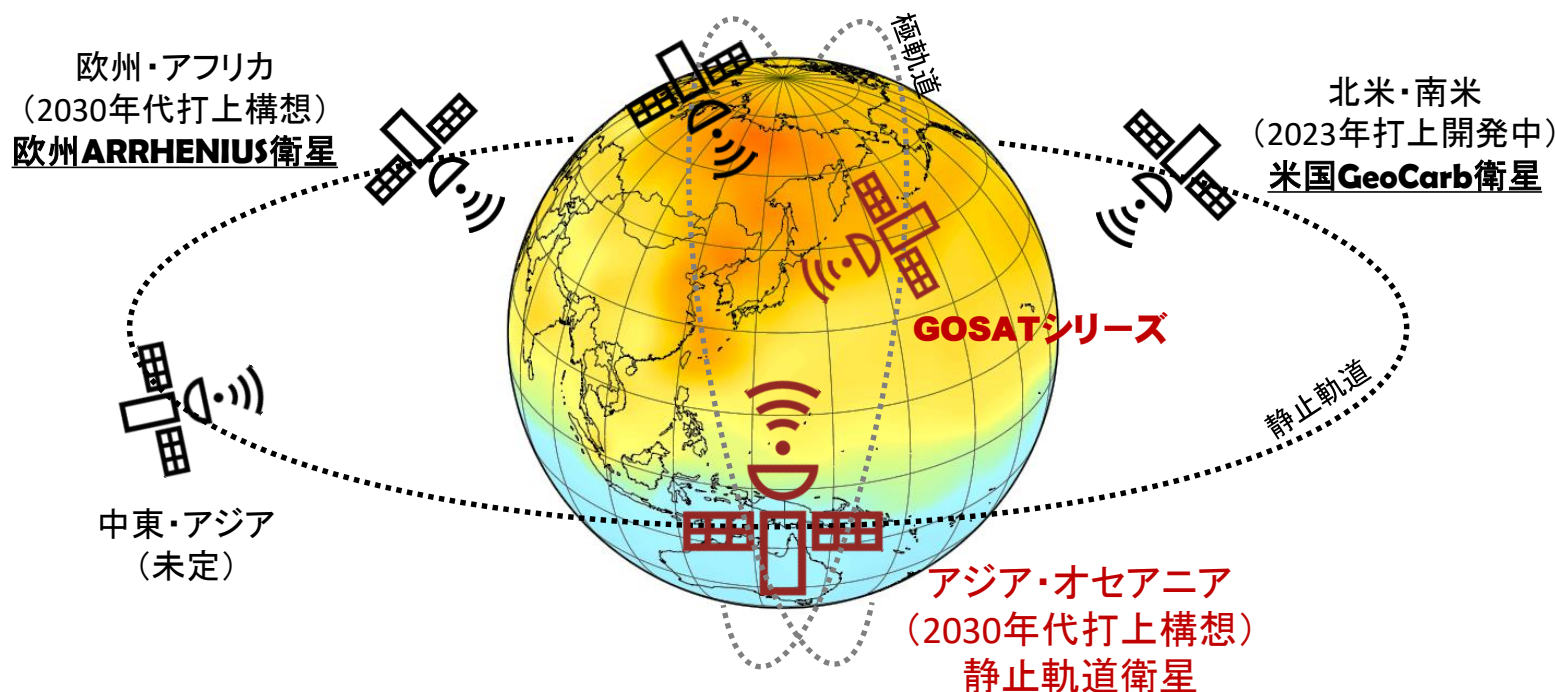 極軌道
欧州・アフリカ
（2030年代打上構想）
欧州ARRHENIUS衛星
北米・南米
（2023年打上開発中）
米国GeoCarb衛星
GOSATシリーズ
静止軌道
中東・アジア
（未定）
アジア・オセアニア
（2030年代打上構想）
静止軌道衛星